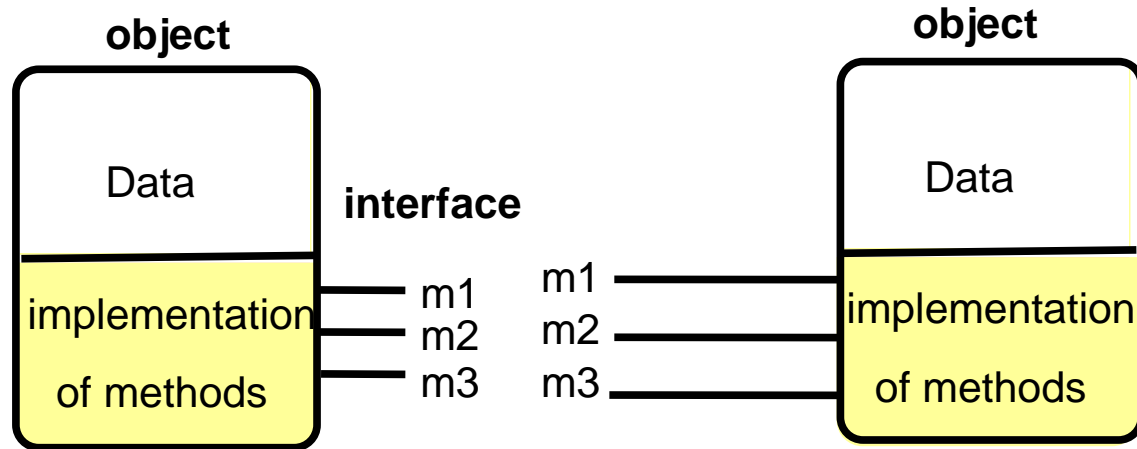 object
Data
interface
implementation
of methods
m1
m2
m3
object
Data
m1
m2
m3
implementation
of methods